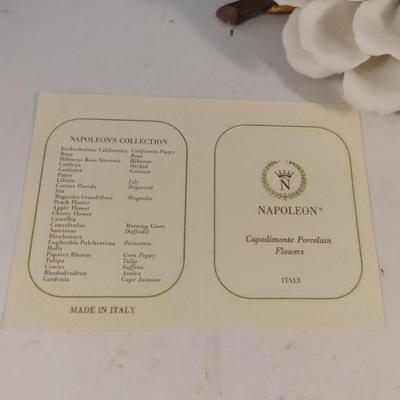 NAPOLEON'S COLLECTION
Eschscholtzia Californica California Poppy
Rosa Rose
Hibiscus Rosa Sinensis Hibiscus
Cattleya Orchid
Gentiana Gentian
Pansy
Lilium Lily
Cornus Florida Dogwood
Iris
Magnolia Grandiflora Magnolia
Peach Flower
Apple Flower
Cherry Flower
Camellia
Convolvulus Morning Glory
Narcissus Daffodil
Bleuhonnet
Euphorbia Pulcherrima Poinsettia
Holly
Papaver Rhoeas Corn Poppy
Tulipa Tulip
Crocus Saffron
Rhododendron Azalea
Gardenia Cape Jasmine
MADE IN ITALY
N
NAPOLEON®
Capodimonte Porcelain
Flowers
ITALY